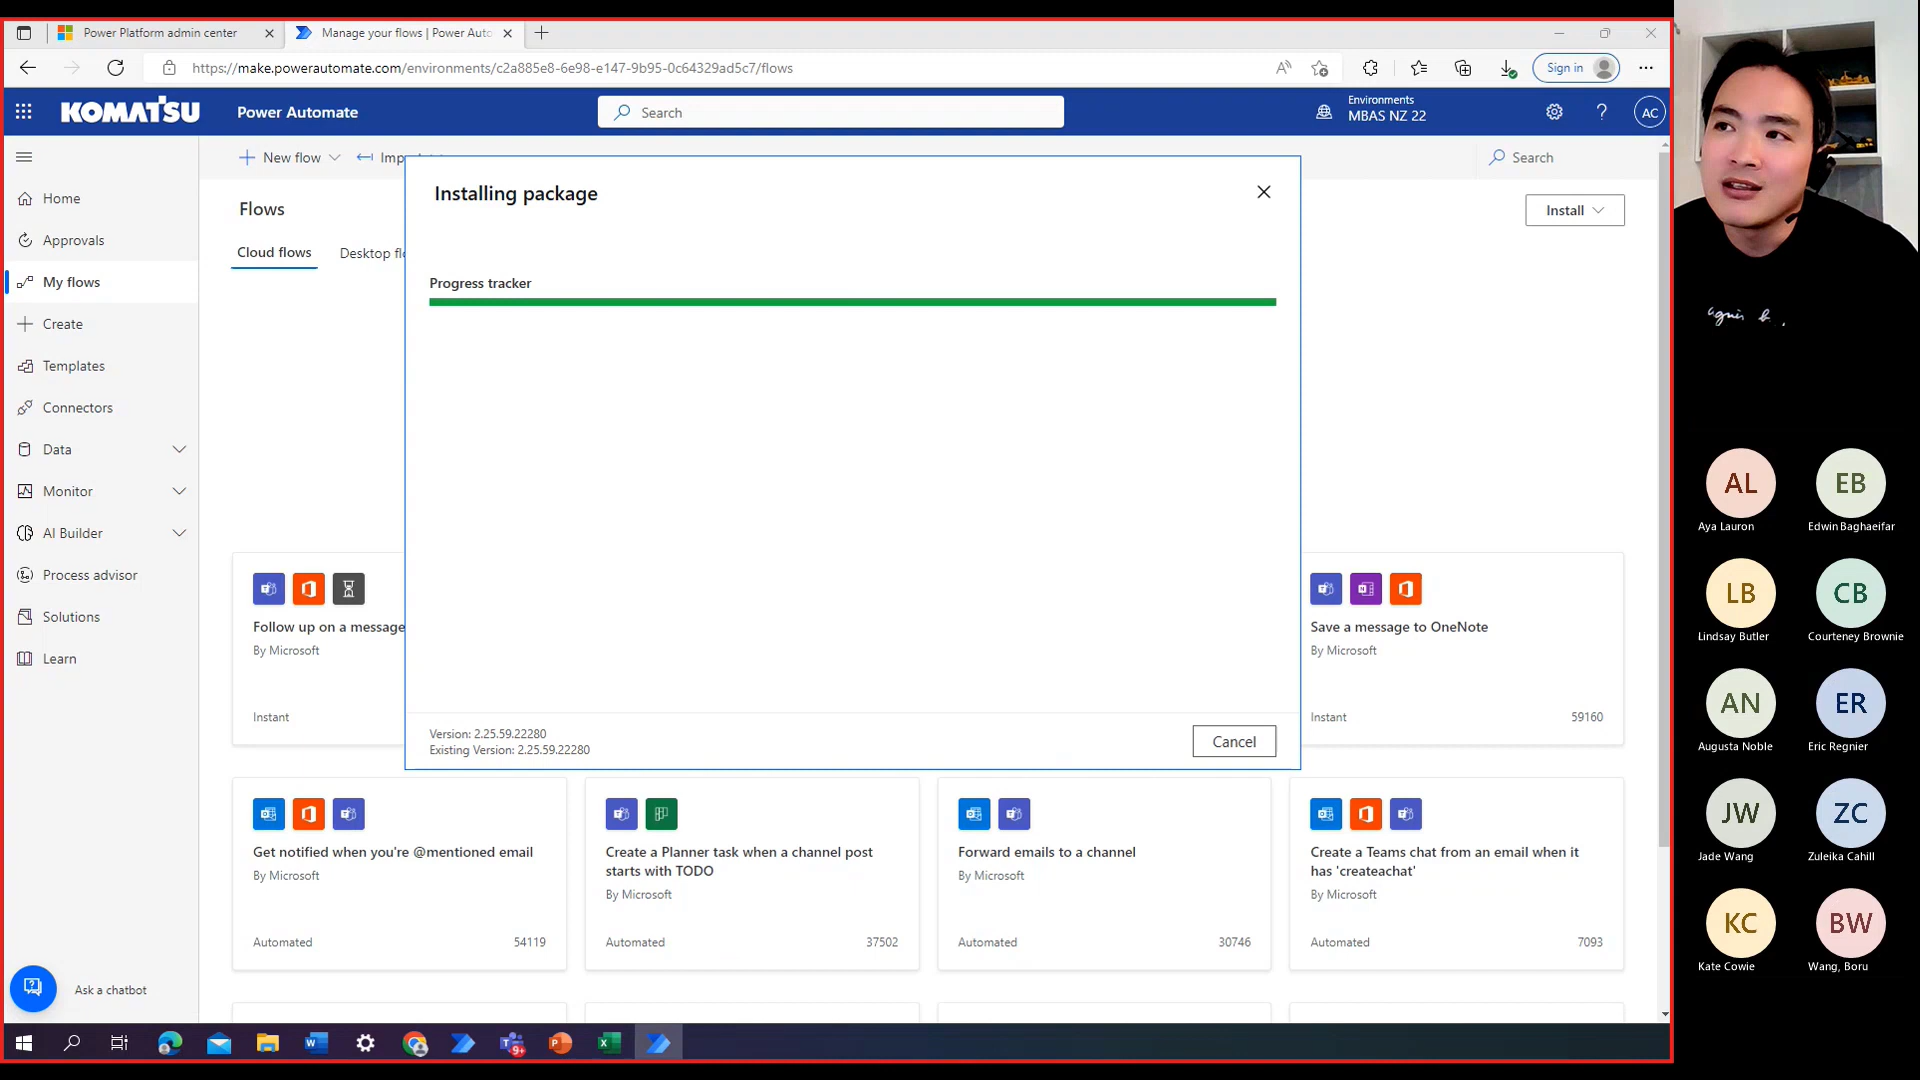 Power Platform admin center
Manage your flows | Power Auto
https://make.powerautomate.com/environments/c2a885e8-6e98-e147-9b95-0c64329ad5c7/flows
Sign in
KOMATSU
Power Automate
Search
Environments
MBAS NZ 22
AC
New flow
Search
Home
Approvals
My flows
Create
Templates
Connectors
Data
Monitor
AI Builder
Process advisor
Solutions
Learn
Ask a chatbot
Flows
Install
Cloud flows
Desktop
Installing package
Progress tracker
Version: 2.25.59.22280
Existing Version: 2.25.59.22280
Cancel
Follow up on a message
By Microsoft
Instant
Save a message to OneNote
By Microsoft
Instant
59160
Get notified when you're @mentioned email
By Microsoft
Automated
54119
Create a Planner task when a channel post
starts with TODO
By Microsoft
Automated
37502
Forward emails to a channel
By Microsoft
Automated
30746
Create a Teams chat from an email when it
has 'createachat'
By Microsoft
Automated
7093
9+
agnès b.
AL
Aya Lauron
EB
Edwin Baghaeifar
LB
Lindsay Butler
CB
Courteney Brownie
AN
Augusta Noble
ER
Eric Regnier
JW
Jade Wang
ZC
Zuleika Cahill
KC
Kate Cowie
BW
Wang, Boru